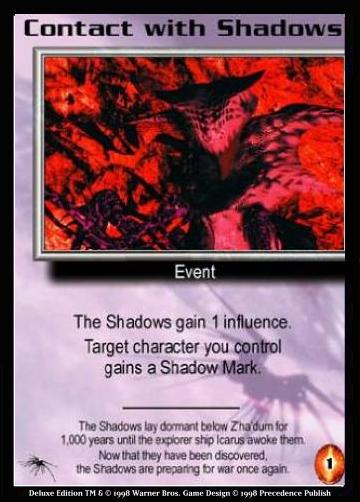 Contact with Shadows
Event
The Shadows gain 1 influence.
Target character you control
gains a Shadow Mark.
The Shadows lay dormant below Z'ha'dum for
1,000 years until the explorer ship Icarus awoke them.
Now that they have been discovered,
the Shadows are preparing for war once again.
1
Deluxe Edition TM & © 1998 Warner Bros. Game Design © 1998 Precedence Publish